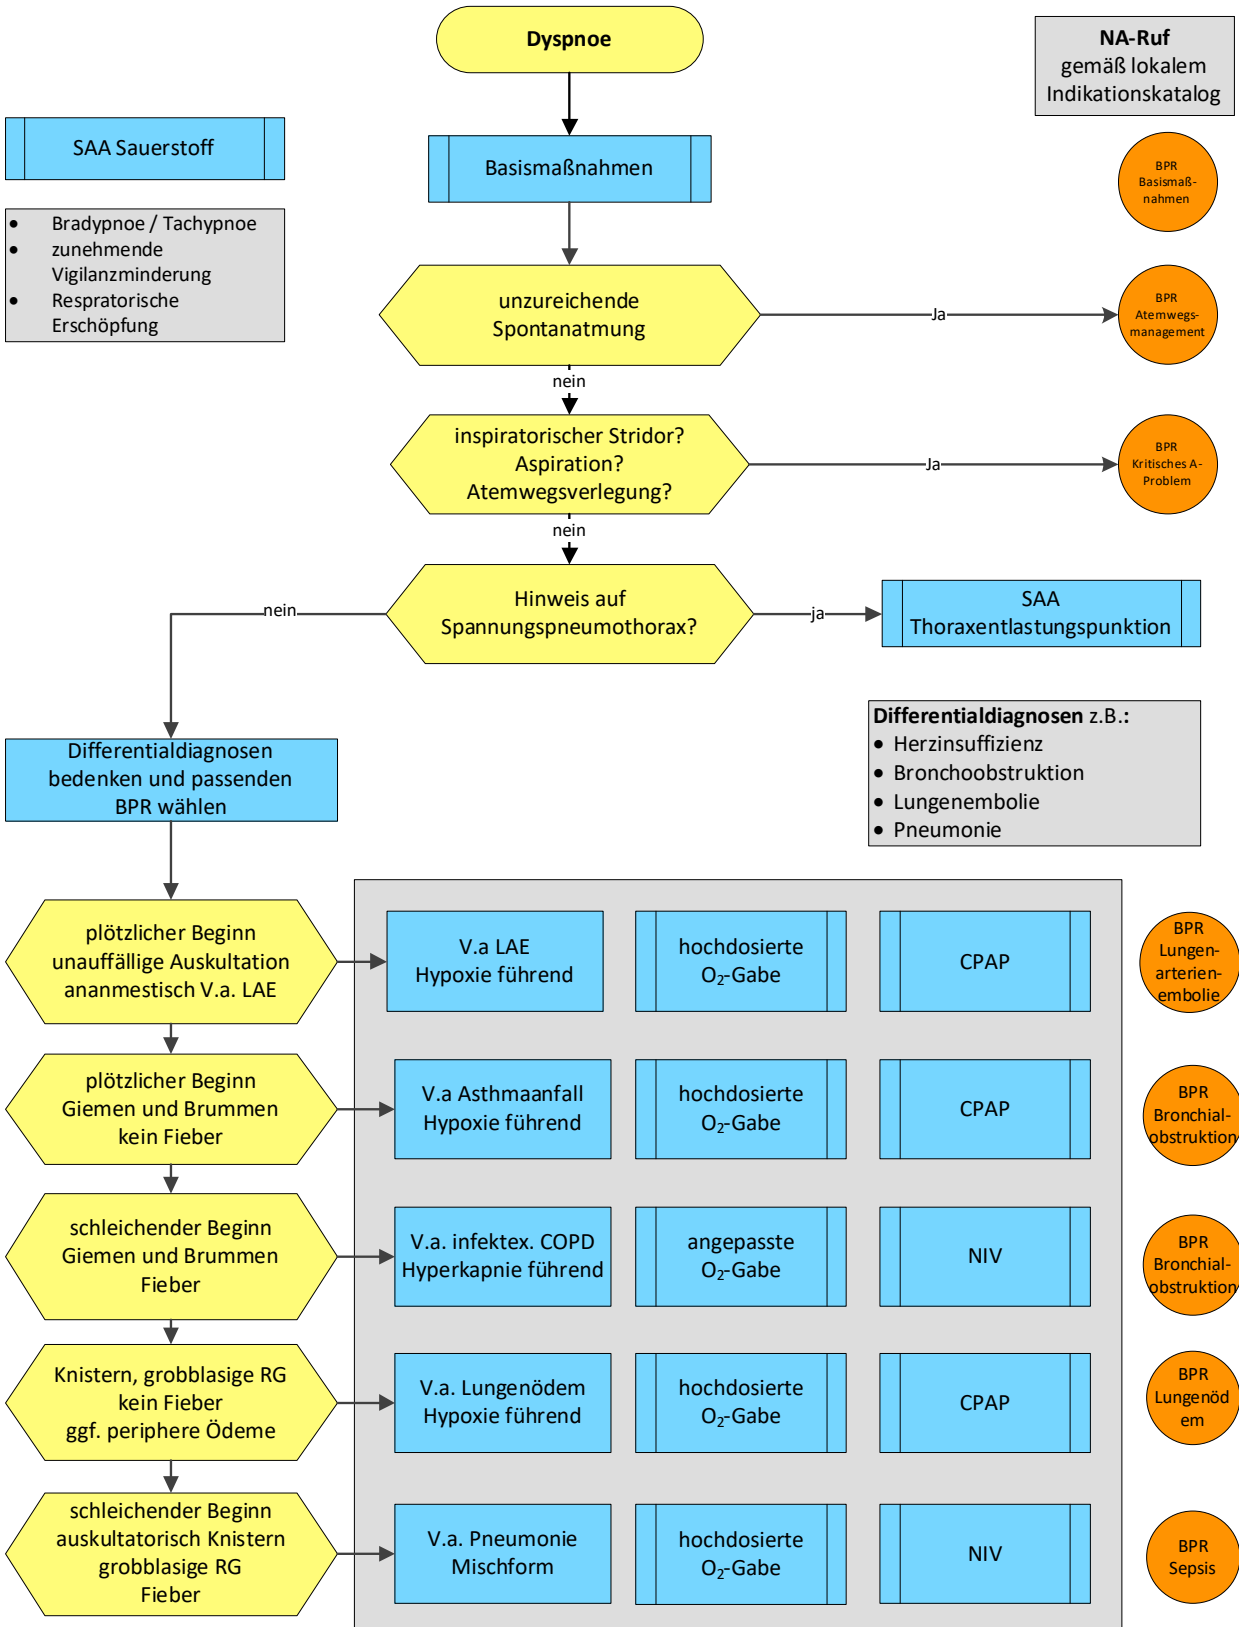 Dyspnoe
NA-Ruf
gemäß lokalem
Indikationskatalog
SAA Sauerstoff
Basismaßnahmen
BPR
Basismaß-
nahmen
• Bradypnoe / Tachypnoe
• zunehmende
Vigilanzminderung
• Respratorische
Erschöpfung
unzureichende
Spontanatmung
Ja
BPR
Atemwegs-
management
nein
inspiratorischer Stridor?
Aspiration?
Atemwegsverlegung?
Ja
BPR
Kritisches A-
Problem
nein
Hinweis auf
Spannungspneumothorax?
nein
ja
SAA
Thoraxentlastungspunktion
Differentialdiagnosen z.B.:
• Herzinsuffizienz
• Bronchoobstruktion
• Lungenembolie
• Pneumonie
Differentialdiagnosen
bedenken und passenden
BPR wählen
plötzlicher Beginn
unauffällige Auskultation
ananmestisch V.a. LAE
V.a LAE
Hypoxie führend
hochdosierte
O₂-Gabe
CPAP
BPR
Lungen-
arterien-
embolie
plötzlicher Beginn
Giemen und Brummen
kein Fieber
V.a Asthmaanfall
Hypoxie führend
hochdosierte
O₂-Gabe
CPAP
BPR
Bronchial-
obstruktion
schleichender Beginn
Giemen und Brummen
Fieber
V.a. infektex. COPD
Hyperkapnie führend
angepasste
O₂-Gabe
NIV
BPR
Bronchial-
obstruktion
Knistern, grobblasige RG
kein Fieber
ggf. periphere Ödeme
V.a. Lungenödem
Hypoxie führend
hochdosierte
O₂-Gabe
CPAP
BPR
Lungenöd
em
schleichender Beginn
auskultatorisch Knistern
grobblasige RG
Fieber
V.a. Pneumonie
Mischform
hochdosierte
O₂-Gabe
NIV
BPR
Sepsis